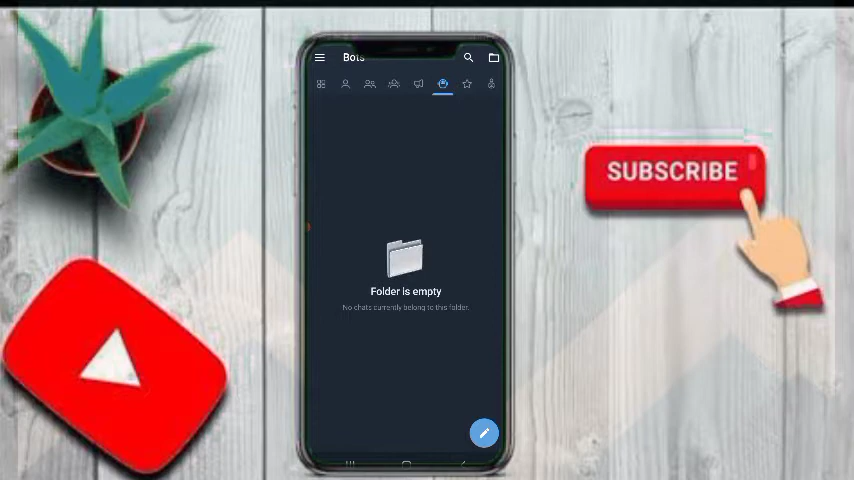 Bots
SUBSCRIBE
Folder is empty
No chats currently belong to this folder.